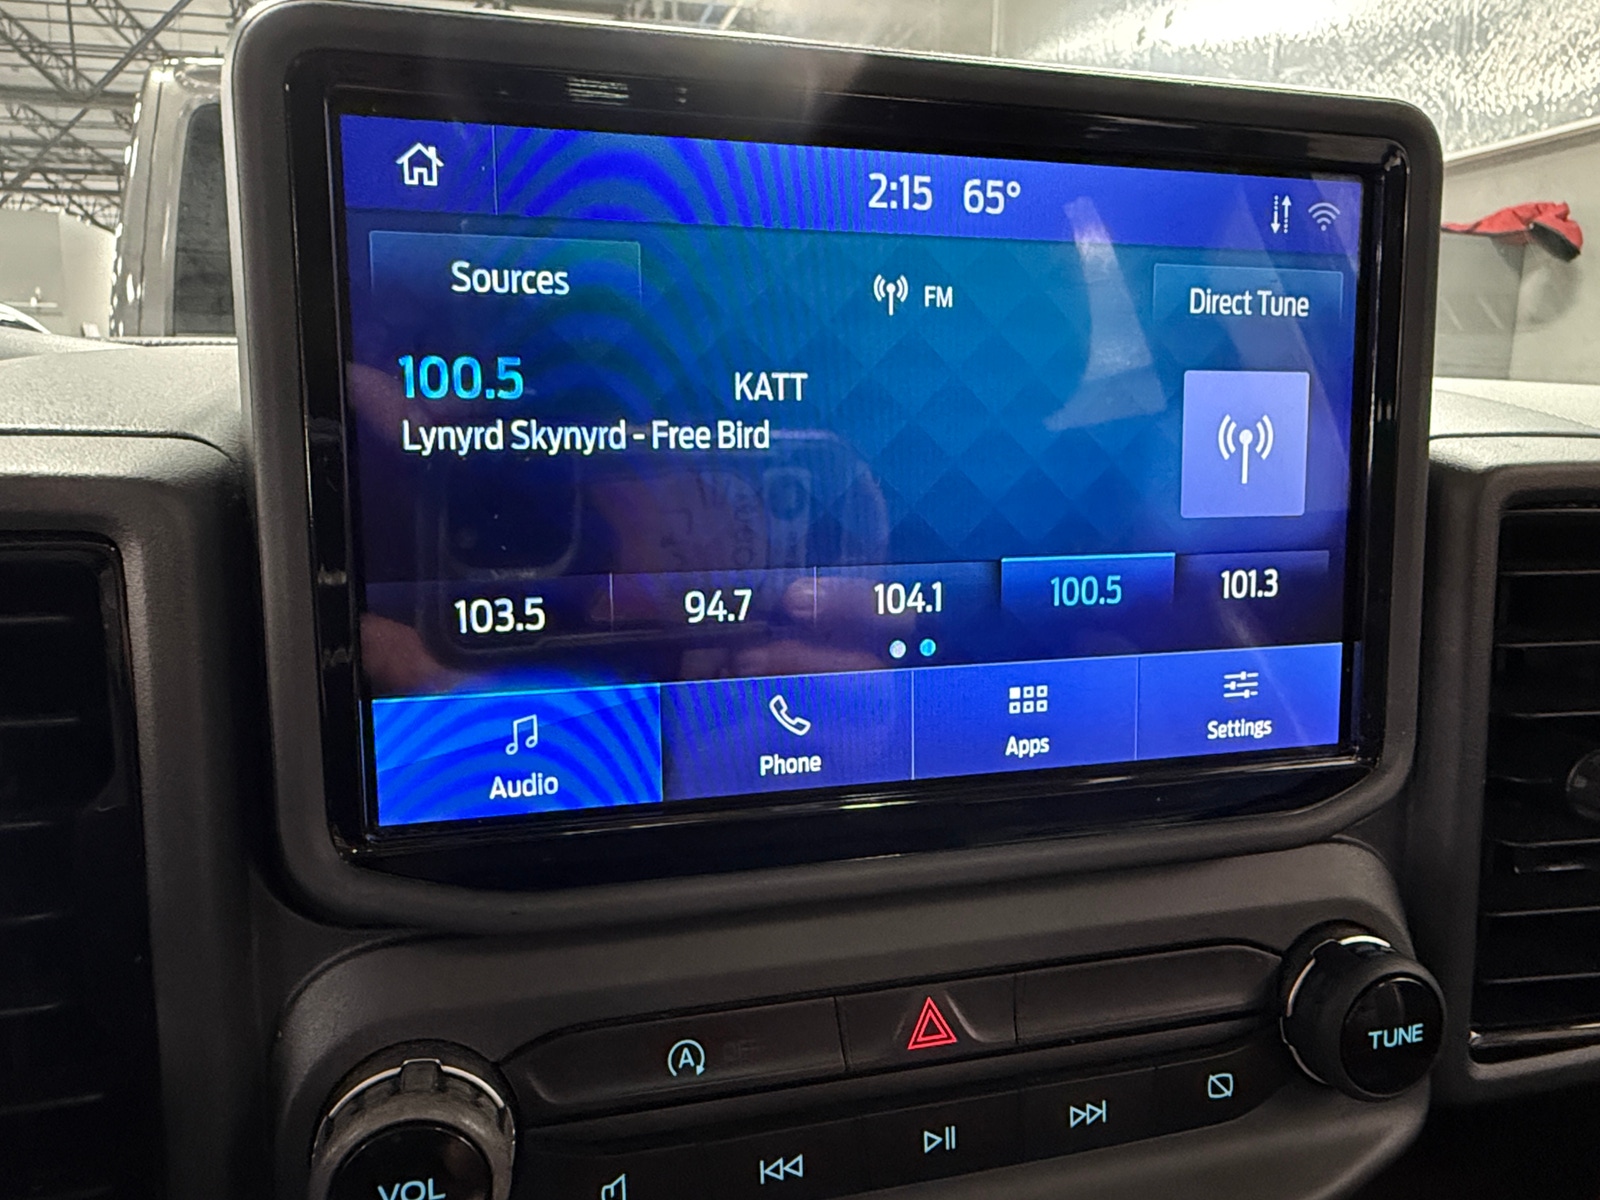 2:15 65°
Sources
FM
Direct Tune
100.5 KATT
Lynyrd Skynyrd - Free Bird
103.5 94.7 104.1 100.5 101.3
Audio
Phone
Apps
Settings
A
TUNE
VOL